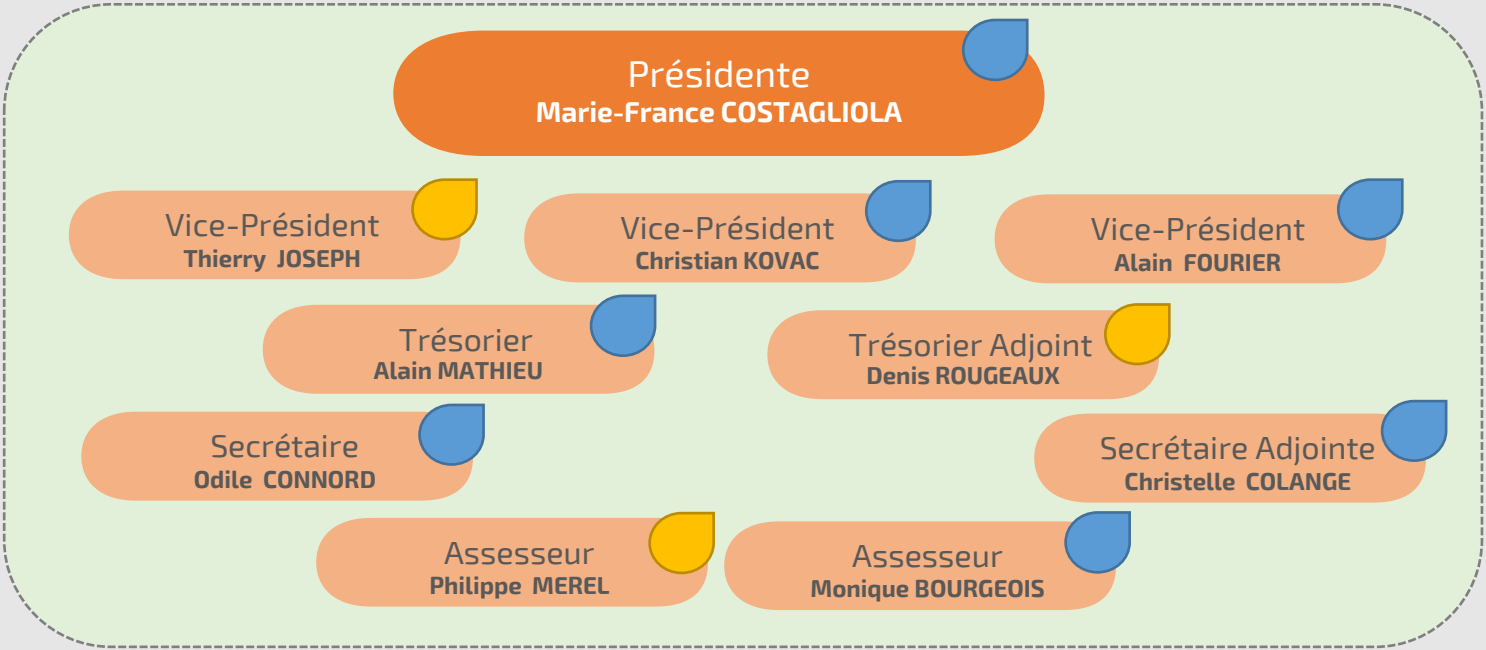 Présidente
Marie-France COSTAGLIOLA
Vice-Président
Thierry JOSEPH
Vice-Président
Christian KOVAC
Vice-Président
Alain FOURIER
Trésorier
Alain MATHIEU
Trésorier Adjoint
Denis ROUGEAUX
Secrétaire
Odile CONNORD
Secrétaire Adjointe
Christelle COLANGE
Assesseur
Philippe MEREL
Assesseur
Monique BOURGEOIS